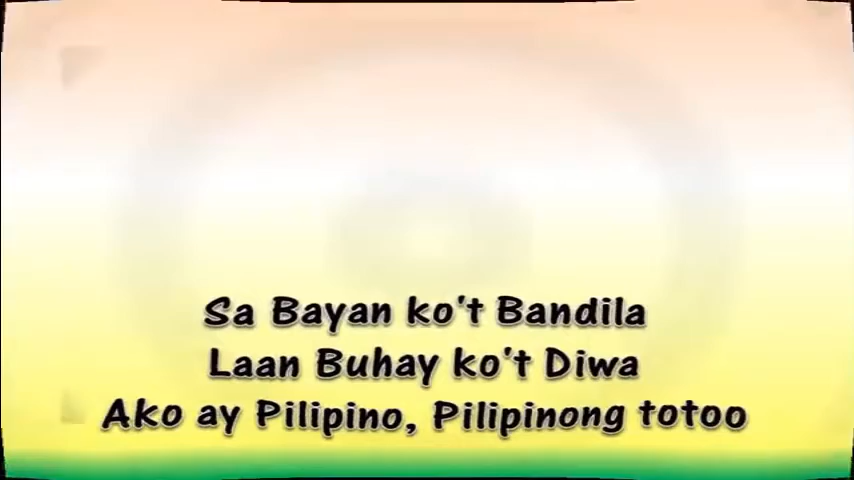 Sa Bayan ko't Bandila
Laan Buhay ko't Diwa
Ako ay Pilipino, Pilipinong totoo